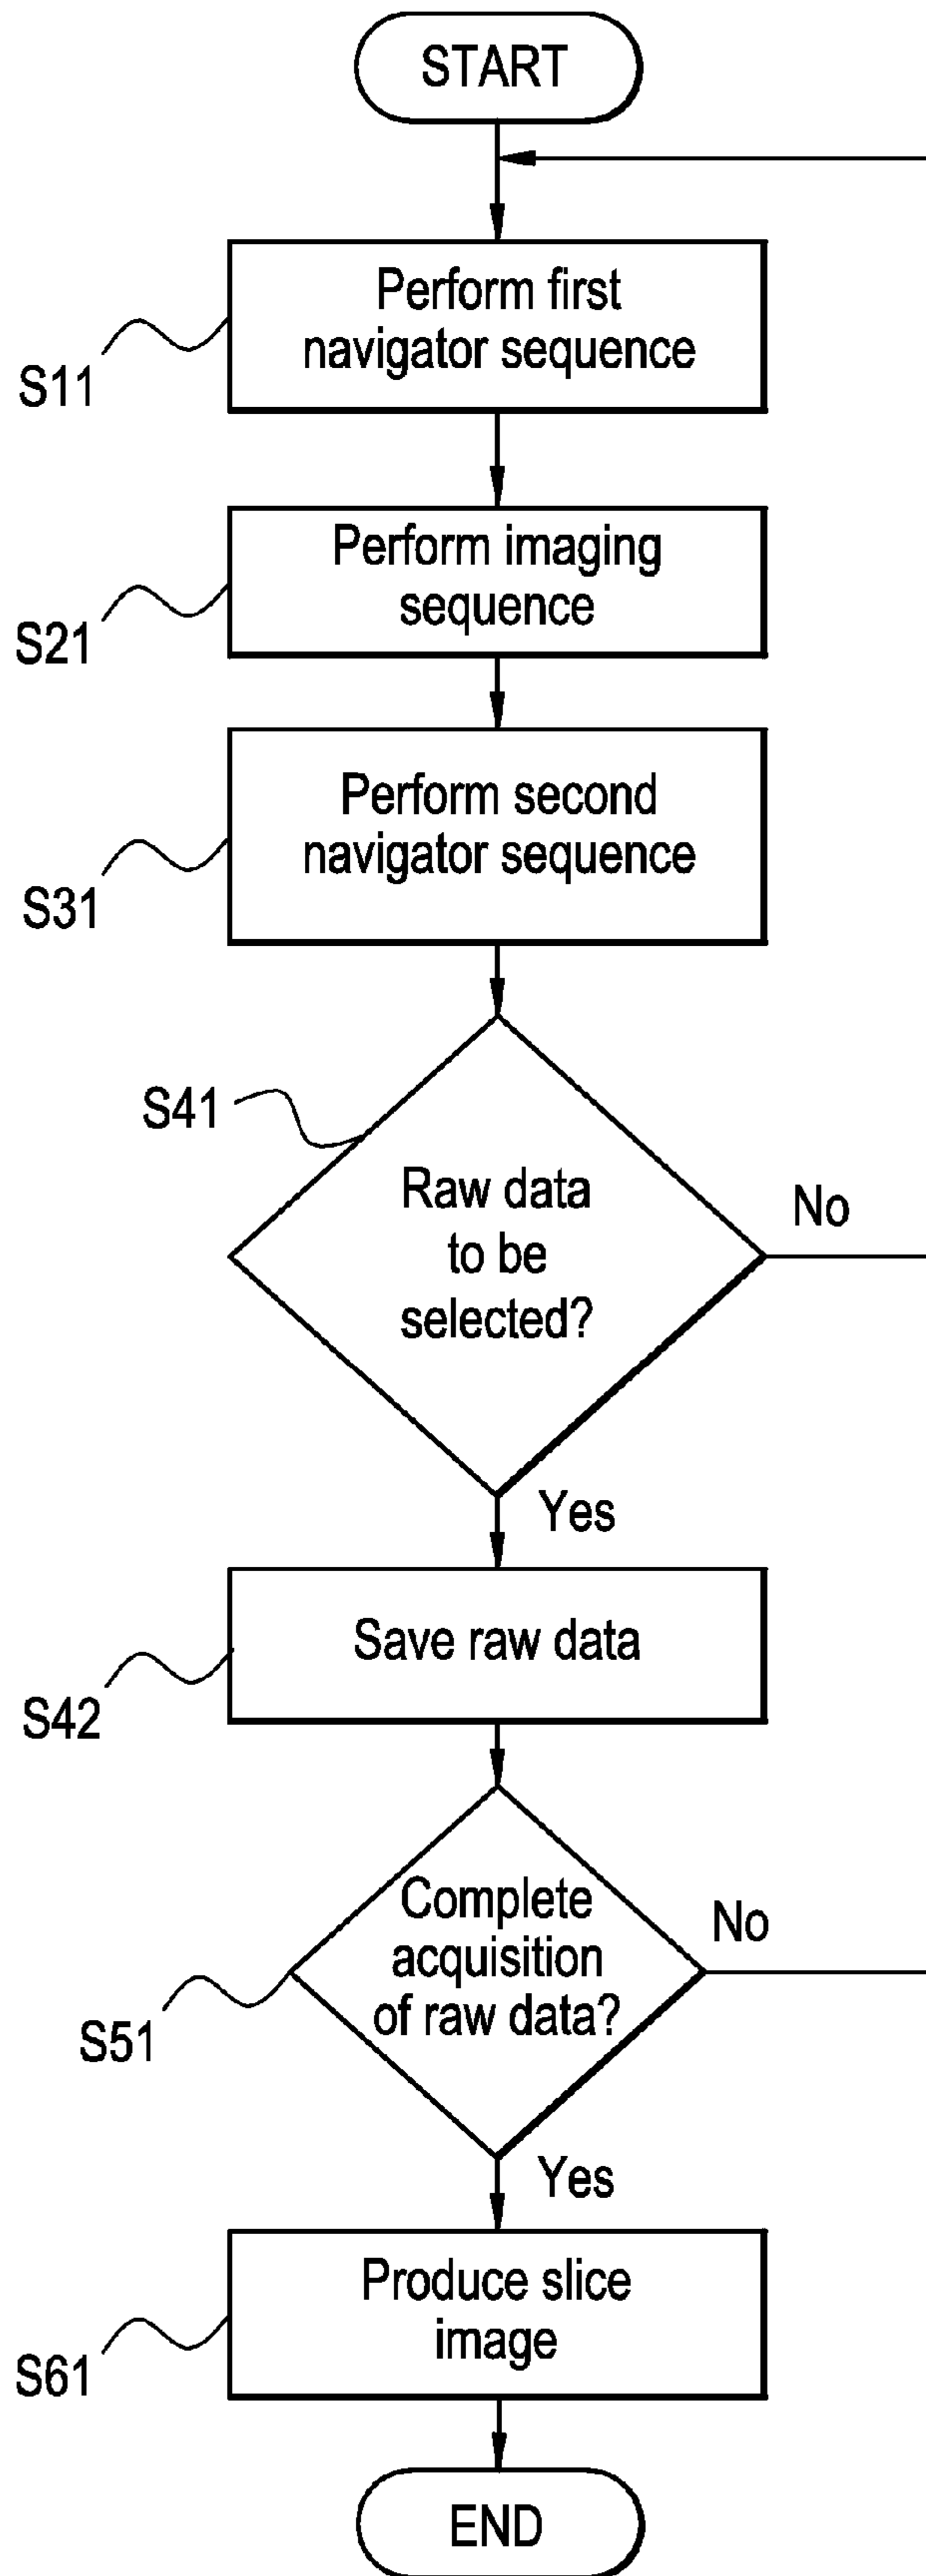 START
Perform first
navigator sequence
S11
Perform imaging
sequence
S21
Perform second
navigator sequence
S31
S41
Raw data
to be
selected?
No
Yes
Save raw data
S42
Complete
acquisition
of raw data?
No
S51
Yes
Produce slice
image
S61
END